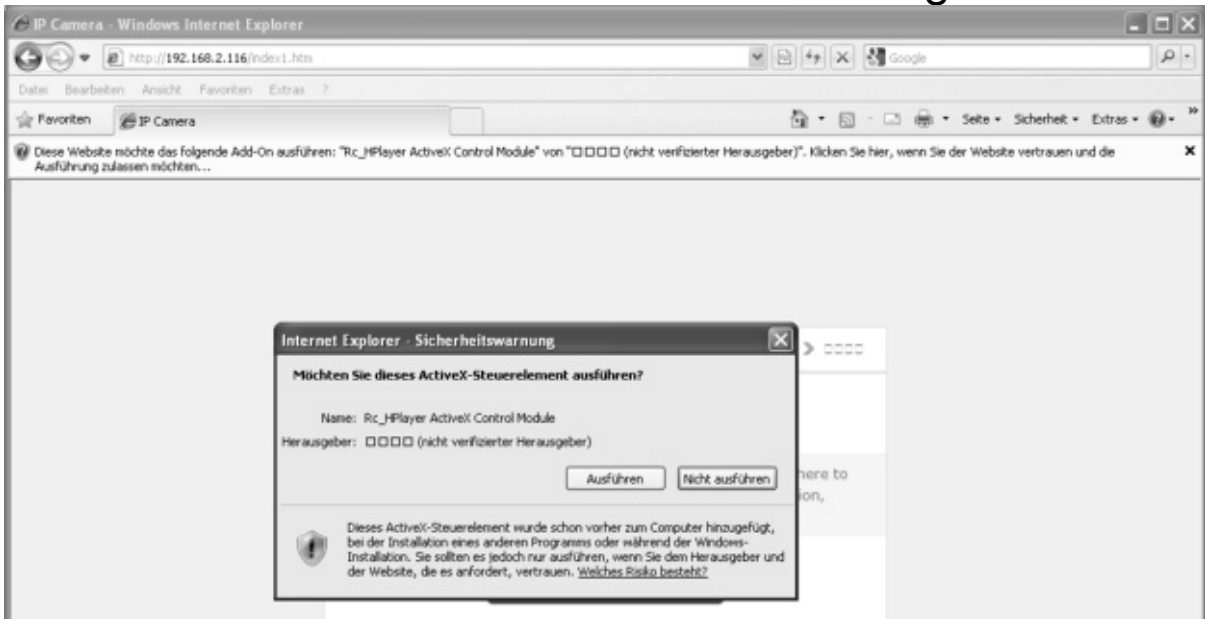 IP Camera - Windows Internet Explorer
http://192.168.2.116/index1.htm
Google
Datei Bearbeiten Ansicht Favoriten Extras ?
Favoriten IP Camera Seite Sicherheit Extras
Diese Website möchte das folgende Add-On ausführen: "Rc_HPlayer ActiveX Control Module" von "□□□□ (nicht verifizierter Herausgeber)". Klicken Sie hier, wenn Sie der Website vertrauen und die
Ausführung zulassen möchten...
Internet Explorer - Sicherheitswarnung
> □□□□
Möchten Sie dieses ActiveX-Steuerelement ausführen?
Name: Rc_HPlayer ActiveX Control Module
Herausgeber: □□□□ (nicht verifizierter Herausgeber)
Ausführen Nicht ausführen
here to
ion,
Dieses ActiveX-Steuerelement wurde schon vorher zum Computer hinzugefügt,
bei der Installation eines anderen Programms oder während der Windows-
Installation. Sie sollten es jedoch nur ausführen, wenn Sie dem Herausgeber und
der Website, die es anfordert, vertrauen. Welches Risiko besteht?